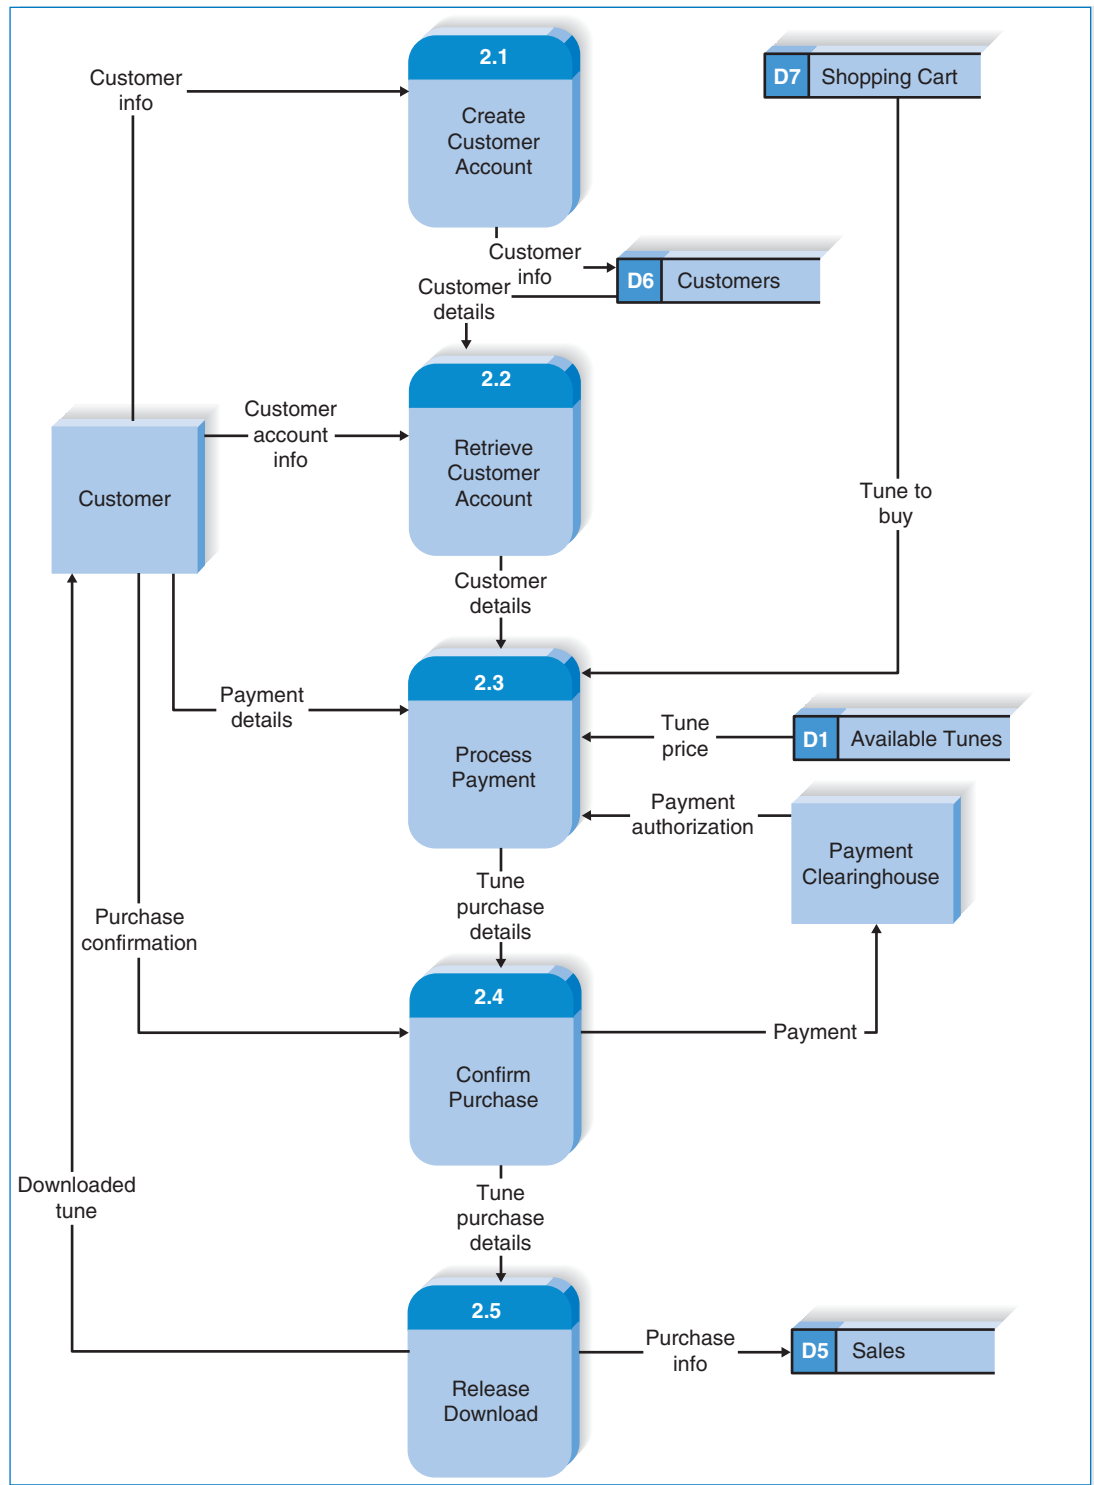 2.1
Create
Customer
Account
D7 Shopping Cart
Customer
info
Customer
info
D6 Customers
Customer
details
2.2
Retrieve
Customer
Account
Customer
account
info
Customer
Tune to
buy
Customer
details
2.3
Process
Payment
Payment
details
Tune
price
D1 Available Tunes
Payment
authorization
Payment
Clearinghouse
Tune
purchase
details
Purchase
confirmation
2.4
Confirm
Purchase
Payment
Downloaded
tune
Tune
purchase
details
2.5
Release
Download
Purchase
info
D5 Sales